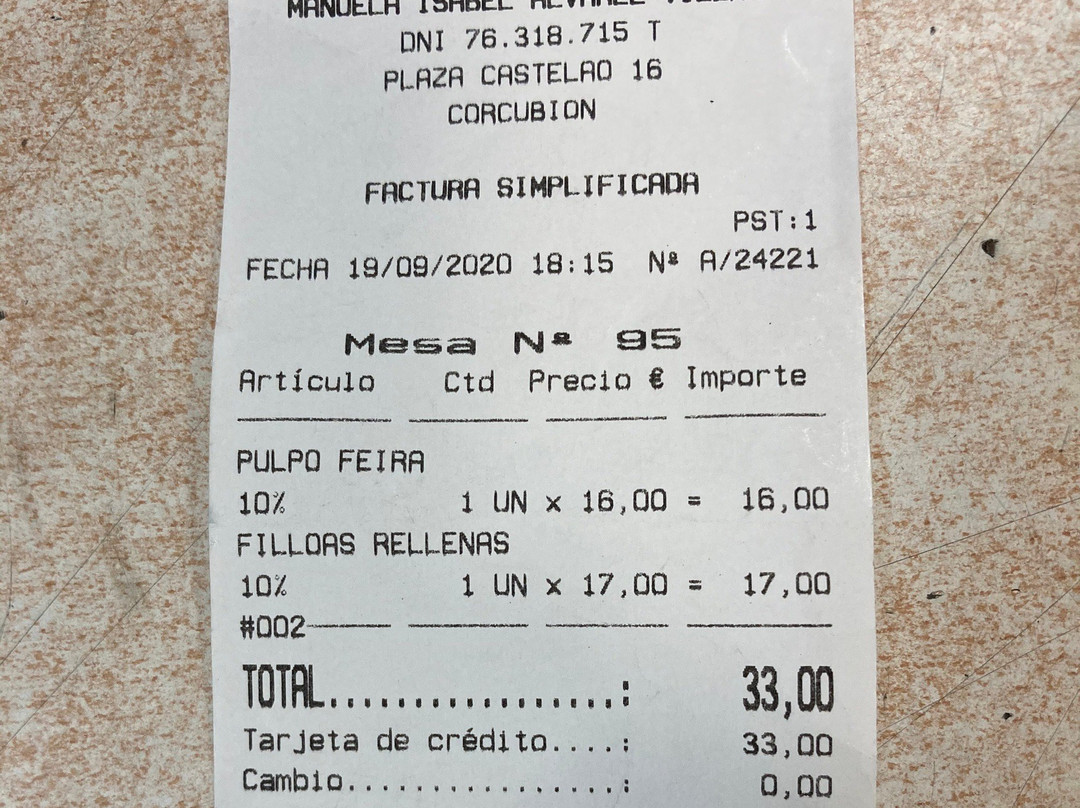 MANUELA ISABEL
DNI 76.318.715 T
PLAZA CASTELAO 16
CORCUBION
FACTURA SIMPLIFICADA
PST:1
FECHA 19/09/2020 18:15 Nº A/24221
Mesa Nº 95
Artículo Ctd Precio € Importe
PULPO FEIRA
10% 1 UN x 16,00 = 16,00
FILLOAS RELLENAS
10% 1 UN x 17,00 = 17,00
#002
TOTAL.................: 33,00
Tarjeta de crédito....: 33,00
Cambio................: 0,00